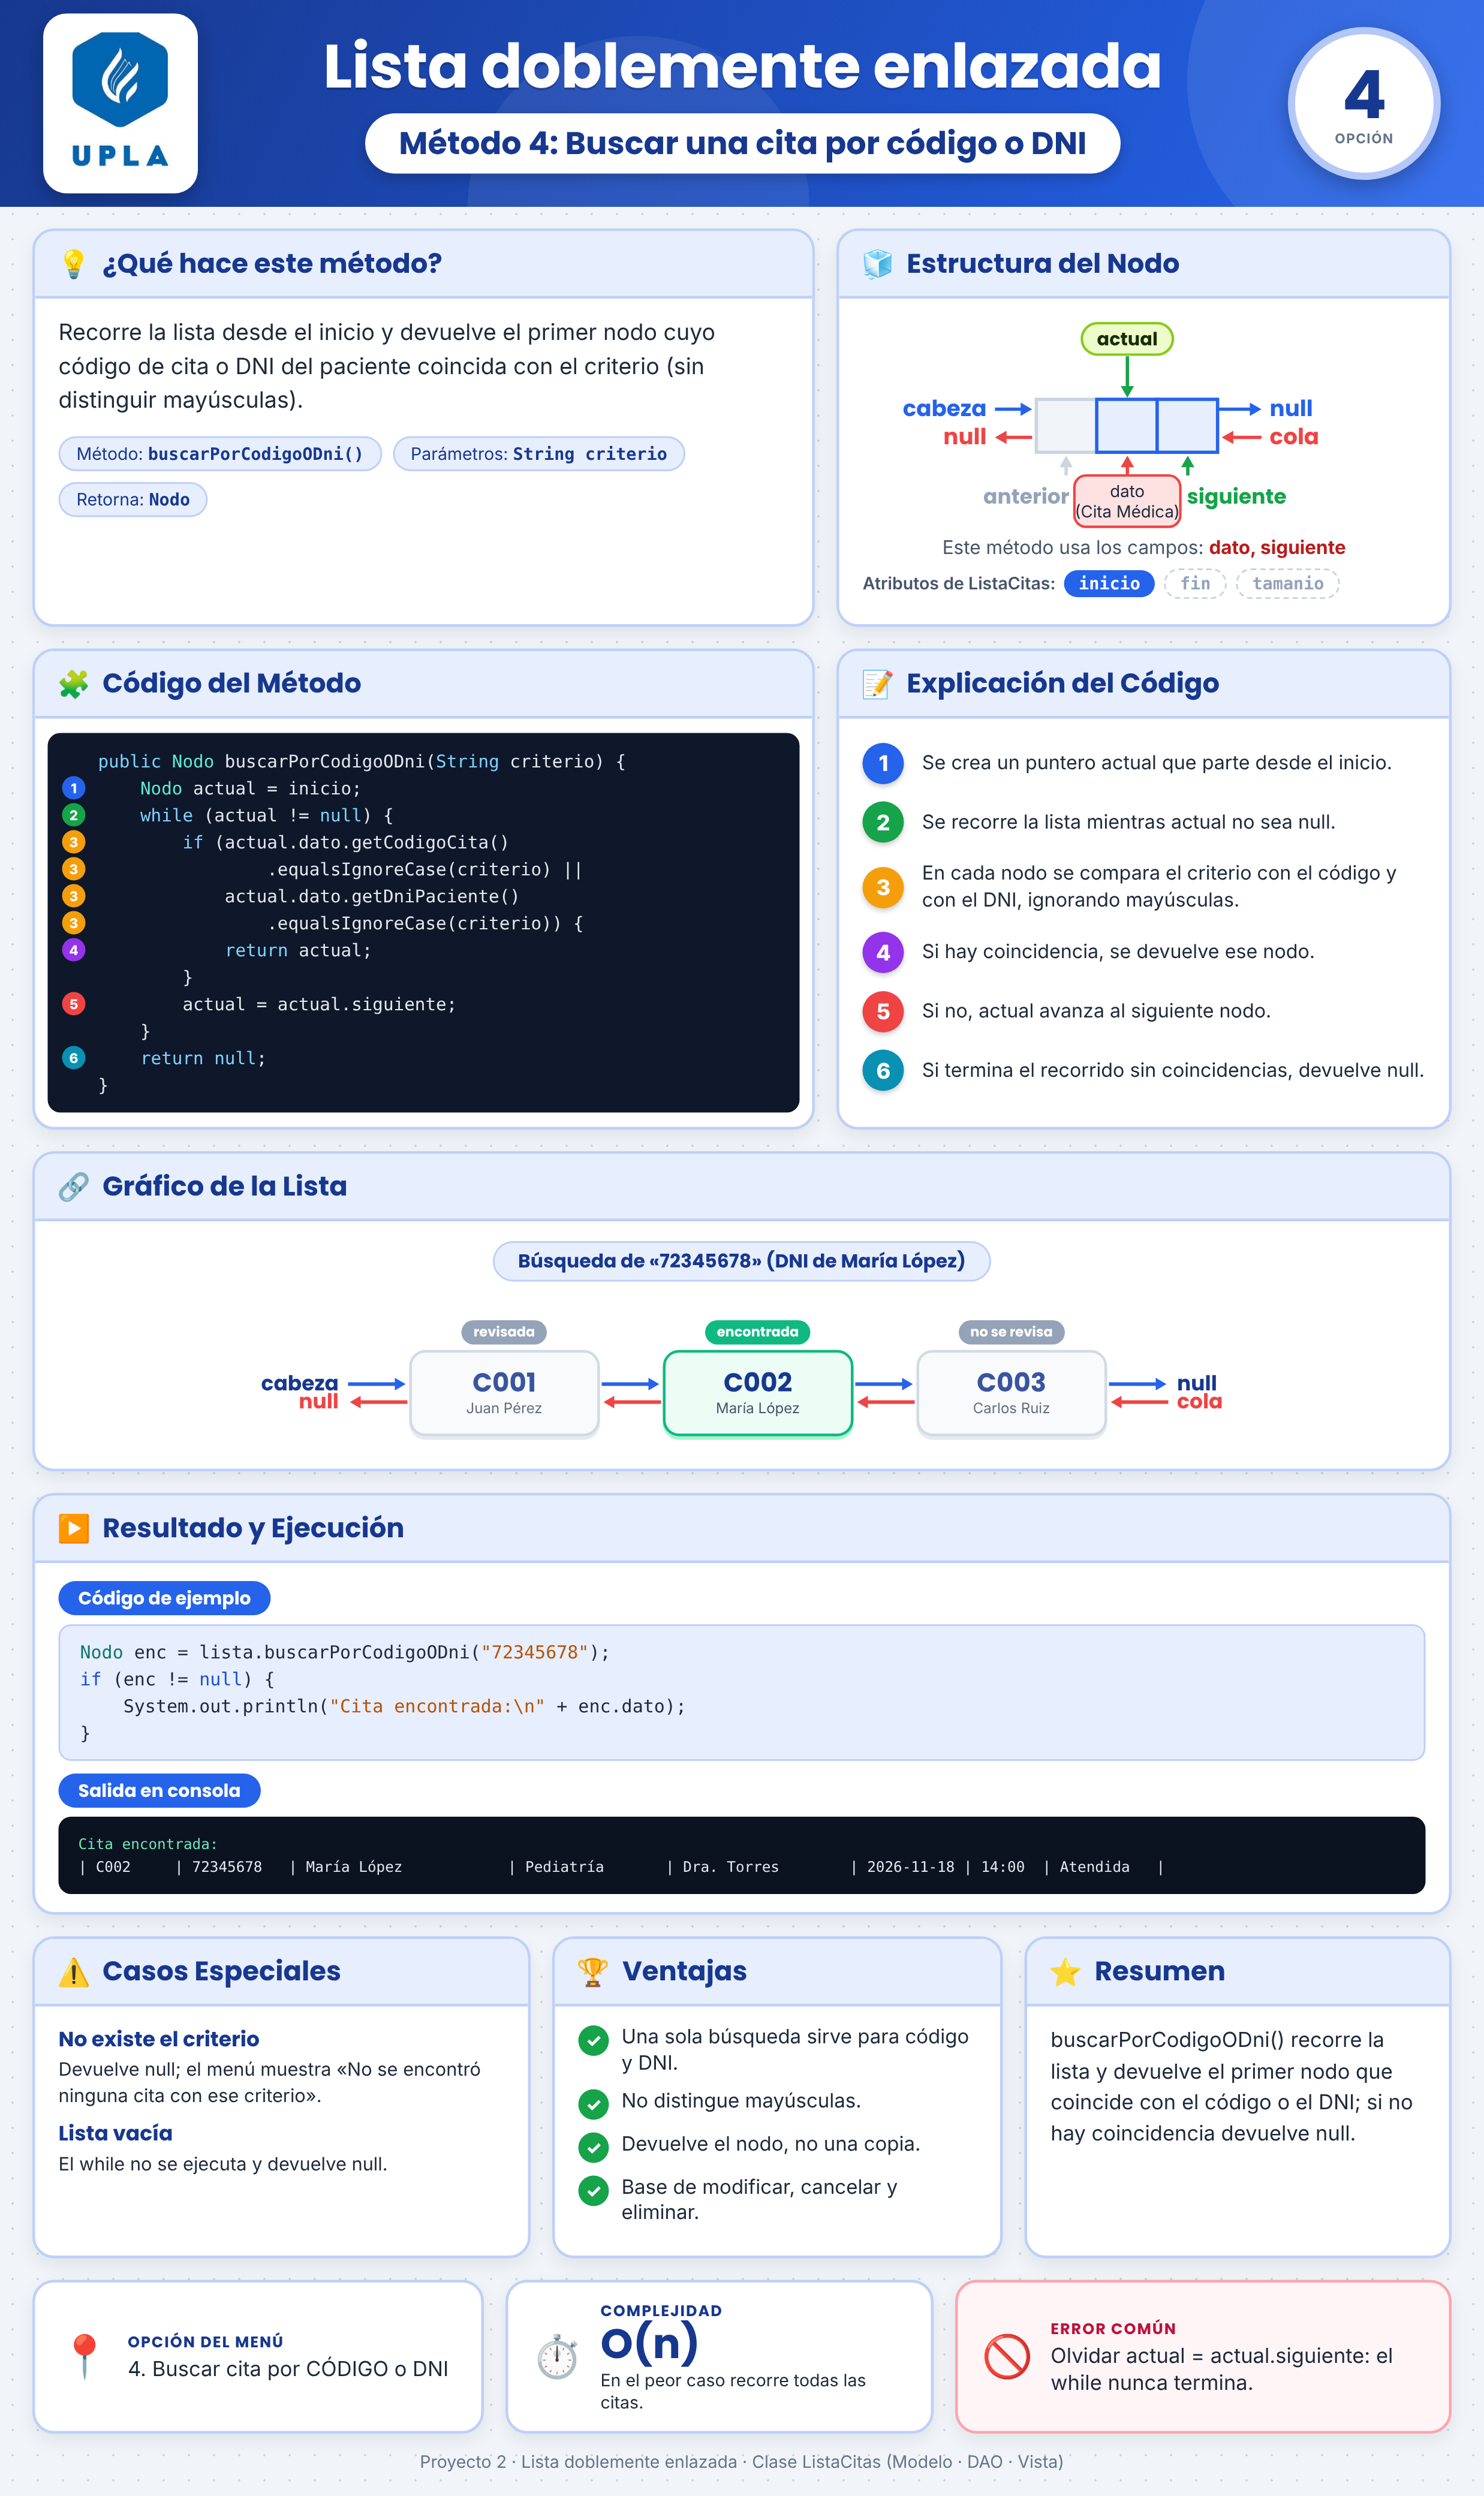 UPLA
Lista doblemente enlazada
Método 4: Buscar una cita por código o DNI
4
OPCIÓN
💡 ¿Qué hace este método?
Recorre la lista desde el inicio y devuelve el primer nodo cuyo
código de cita o DNI del paciente coincida con el criterio (sin
distinguir mayúsculas).
Método: buscarPorCodigoODni()
Parámetros: String criterio
Retorna: Nodo
🧊 Estructura del Nodo
actual
cabeza
null
null
cola
anterior
dato
(Cita Médica)
siguiente
Este método usa los campos: dato, siguiente
Atributos de ListaCitas: inicio fin tamanio
🧩 Código del Método
public Nodo buscarPorCodigoODni(String criterio) {
1 Nodo actual = inicio;
2 while (actual != null) {
3 if (actual.dato.getCodigoCita()
3 .equalsIgnoreCase(criterio) ||
3 actual.dato.getDniPaciente()
3 .equalsIgnoreCase(criterio)) {
4 return actual;
}
5 actual = actual.siguiente;
}
6 return null;
}
📝 Explicación del Código
1 Se crea un puntero actual que parte desde el inicio.
2 Se recorre la lista mientras actual no sea null.
3 En cada nodo se compara el criterio con el código y
con el DNI, ignorando mayúsculas.
4 Si hay coincidencia, se devuelve ese nodo.
5 Si no, actual avanza al siguiente nodo.
6 Si termina el recorrido sin coincidencias, devuelve null.
🔗 Gráfico de la Lista
Búsqueda de «72345678» (DNI de María López)
revisada
encontrada
no se revisa
cabeza
null
C001
Juan Pérez
C002
María López
C003
Carlos Ruiz
null
cola
▶️ Resultado y Ejecución
Código de ejemplo
Nodo enc = lista.buscarPorCodigoODni("72345678");
if (enc != null) {
System.out.println("Cita encontrada:\n" + enc.dato);
}
Salida en consola
Cita encontrada:
| C002 | 72345678 | María López | Pediatría | Dra. Torres | 2026-11-18 | 14:00 | Atendida |
⚠️ Casos Especiales
No existe el criterio
Devuelve null; el menú muestra «No se encontró
ninguna cita con ese criterio».
Lista vacía
El while no se ejecuta y devuelve null.
🏆 Ventajas
Una sola búsqueda sirve para código
y DNI.
No distingue mayúsculas.
Devuelve el nodo, no una copia.
Base de modificar, cancelar y
eliminar.
⭐ Resumen
buscarPorCodigoODni() recorre la
lista y devuelve el primer nodo que
coincide con el código o el DNI; si no
hay coincidencia devuelve null.
OPCIÓN DEL MENÚ
4. Buscar cita por CÓDIGO o DNI
COMPLEJIDAD
O(n)
En el peor caso recorre todas las
citas.
ERROR COMÚN
Olvidar actual = actual.siguiente: el
while nunca termina.
Proyecto 2 · Lista doblemente enlazada · Clase ListaCitas (Modelo · DAO · Vista)